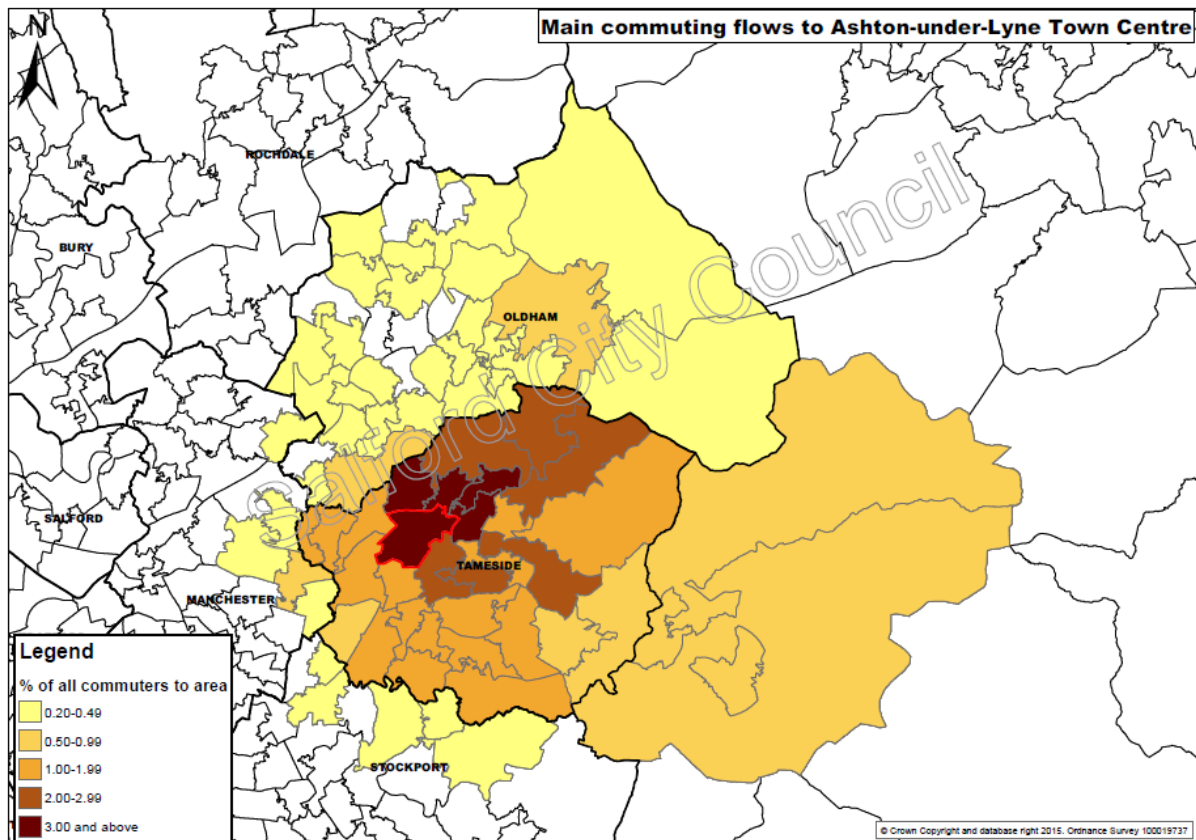 Main commuting flows to Ashton-under-Lyne Town Centre
N
ROCHDALE
BURY
OLDHAM
Salford City Council
SALFORD
TAMESIDE
MANCHESTER
STOCKPORT
Legend
% of all commuters to area
0.20-0.49
0.50-0.99
1.00-1.99
2.00-2.99
3.00 and above
© Crown Copyright and database right 2015. Ordnance Survey 100019737